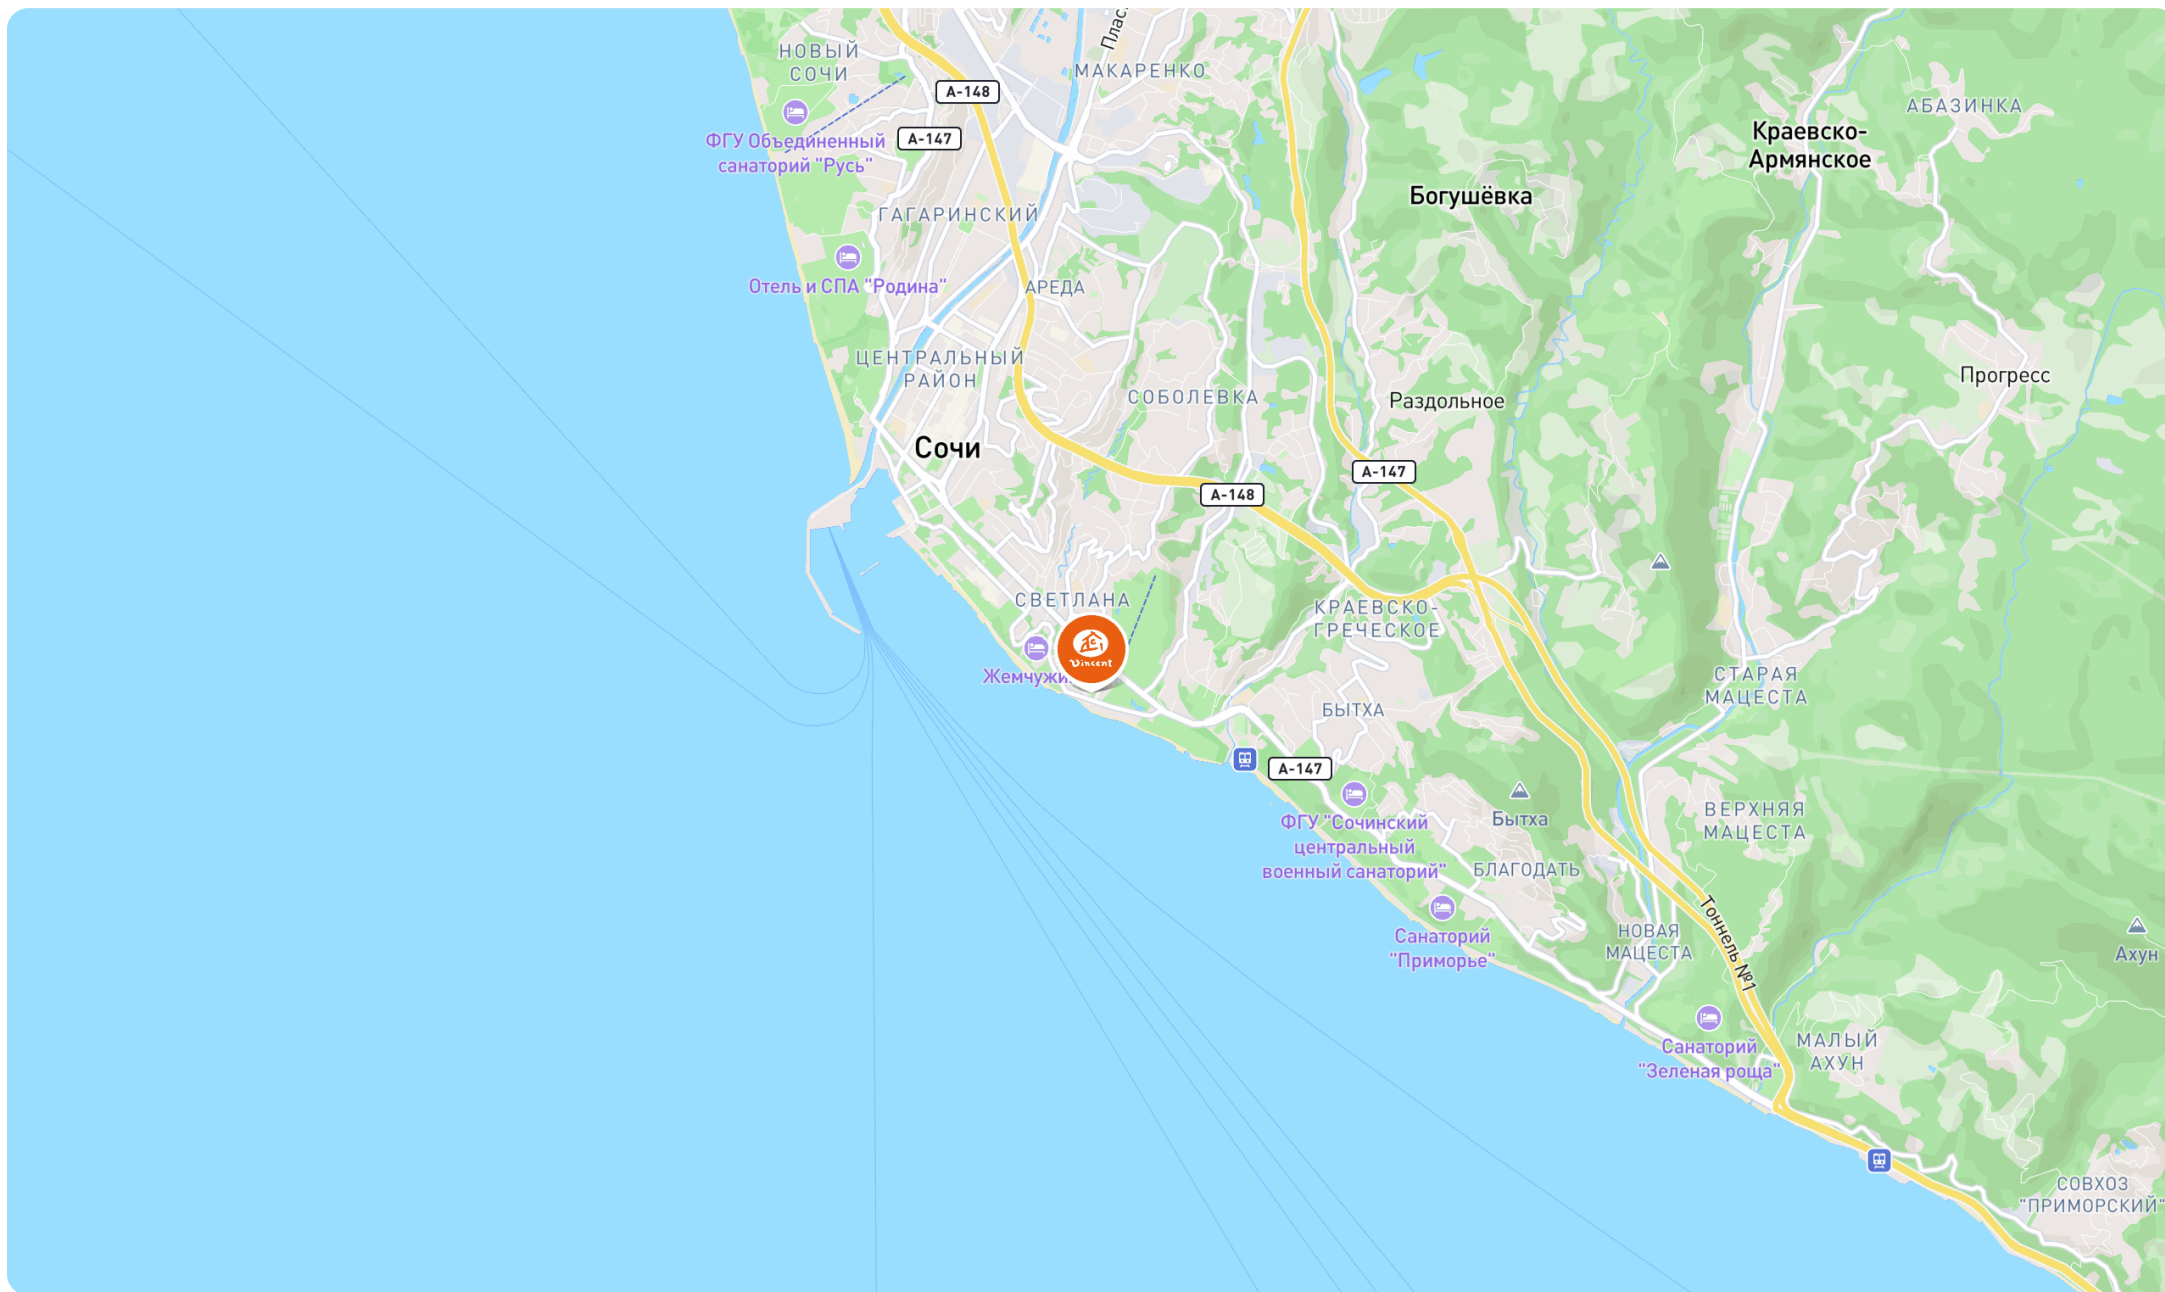 Плас
НОВЫЙ
СОЧИ
МАКАРЕНКО
А-148
АБАЗИНКА
А-147
Краевско-
Армянское
ФГУ Объединенный
санаторий "Русь"
Богушёвка
ГАГАРИНСКИЙ
Отель и СПА "Родина"
АРЕДА
ЦЕНТРАЛЬНЫЙ
РАЙОН
Прогресс
СОБОЛЕВКА
Раздольное
Сочи
А-147
А-148
СВЕТЛАНА
КРАЕВСКО-
ГРЕЧЕСКОЕ
Vincent
Жемчужи
СТАРАЯ
МАЦЕСТА
БЫТХА
А-147
Бытха
ФГУ "Сочинский
центральный
военный санаторий"
ВЕРХНЯЯ
МАЦЕСТА
БЛАГОДАТЬ
Тоннель №1
Санаторий
"Приморье"
НОВАЯ
МАЦЕСТА
Ахун
Санаторий
"Зеленая роща"
МАЛЫЙ
АХУН
СОВХОЗ
"ПРИМОРСКИЙ"